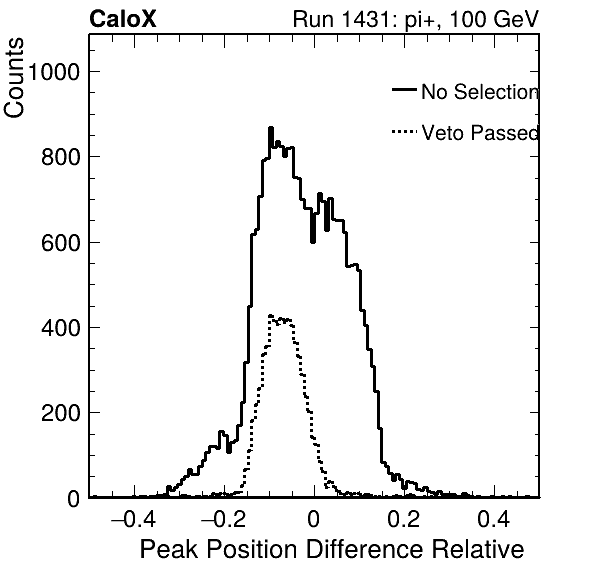 CaloX Run 1431: pi+, 100 GeV
Counts
No Selection
Veto Passed
1000
800
600
400
200
0
−0.4 −0.2 0 0.2 0.4
Peak Position Difference Relative